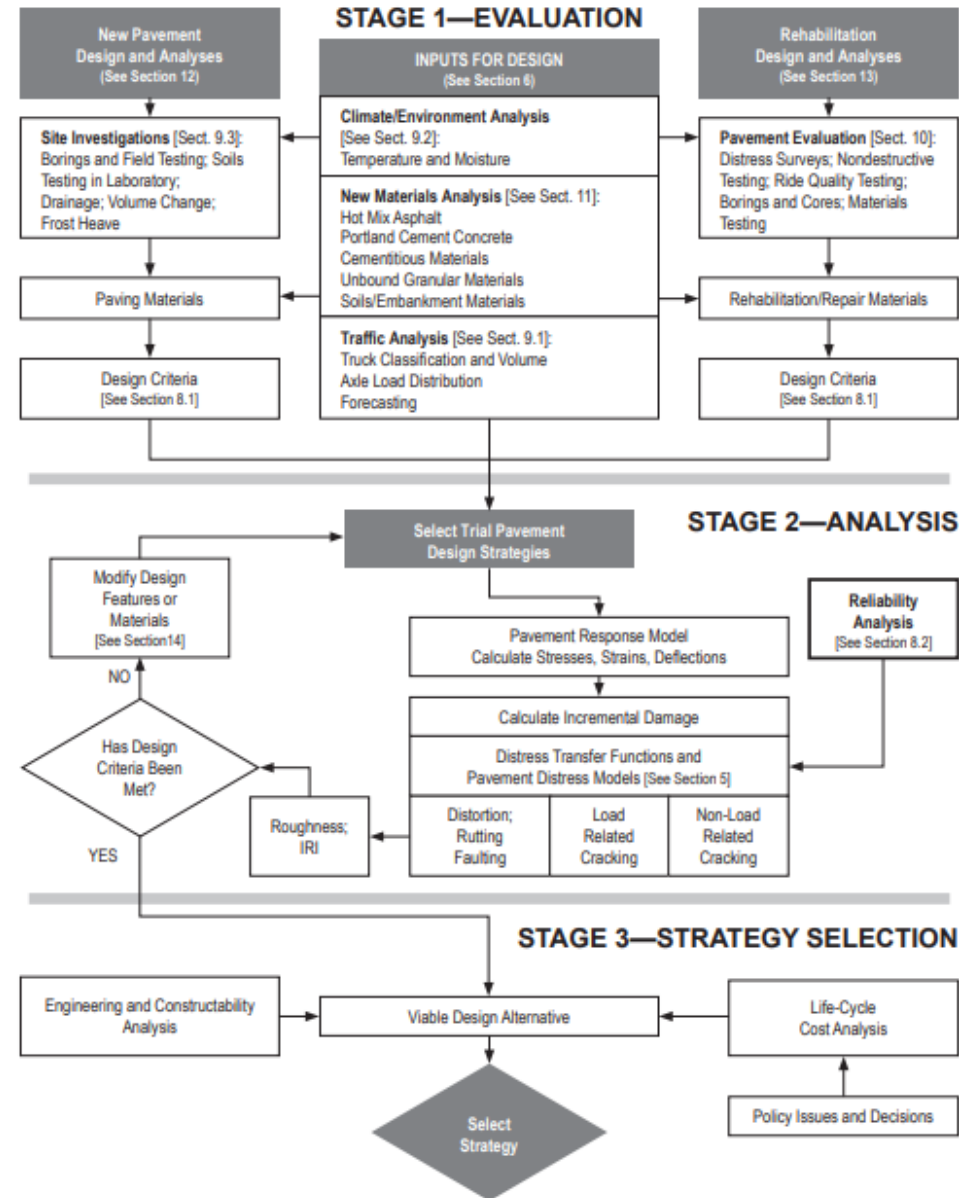 STAGE 1—EVALUATION
New Pavement
Design and Analyses
(See Section 12)
INPUTS FOR DESIGN
(See Section 6)
Rehabilitation
Design and Analyses
(See Section 13)
Site Investigations [Sect. 9.3]:
Borings and Field Testing; Soils
Testing in Laboratory;
Drainage; Volume Change;
Frost Heave
Climate/Environment Analysis
[See Sect. 9.2]:
Temperature and Moisture
Pavement Evaluation [Sect. 10]:
Distress Surveys; Nondestructive
Testing; Ride Quality Testing;
Borings and Cores; Materials
Testing
New Materials Analysis [See Sect. 11]:
Hot Mix Asphalt
Portland Cement Concrete
Cementitious Materials
Unbound Granular Materials
Soils/Embankment Materials
Paving Materials
Rehabilitation/Repair Materials
Traffic Analysis [See Sect. 9.1]:
Truck Classification and Volume
Axle Load Distribution
Forecasting
Design Criteria
[See Section 8.1]
Design Criteria
[See Section 8.1]
STAGE 2—ANALYSIS
Select Trial Pavement
Design Strategies
Modify Design
Features or
Materials
[See Section14]
Reliability
Analysis
[See Section 8.2]
Pavement Response Model
Calculate Stresses, Strains, Deflections
NO
Calculate Incremental Damage
Has Design
Criteria Been
Met?
Distress Transfer Functions and
Pavement Distress Models [See Section 5]
Roughness;
IRI
Distortion;
Rutting
Faulting
Load
Related
Cracking
Non-Load
Related
Cracking
YES
STAGE 3—STRATEGY SELECTION
Engineering and Constructability
Analysis
Viable Design Alternative
Life-Cycle
Cost Analysis
Policy Issues and Decisions
Select
Strategy